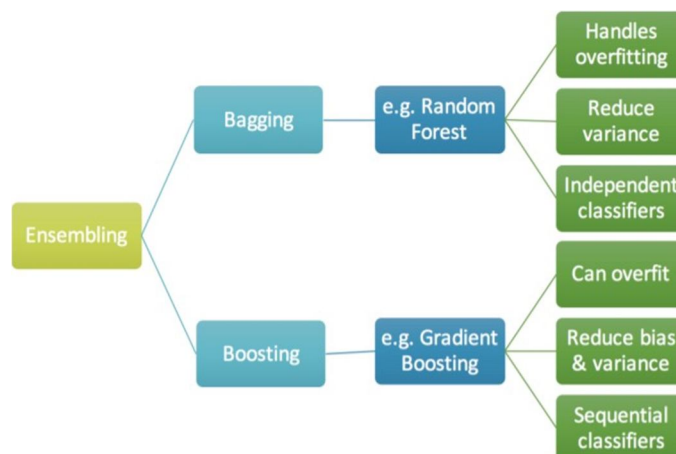 Handles
overfitting
Bagging
e.g. Random
Forest
Reduce
variance
Independent
classifiers
Ensembling
Can overfit
Boosting
e.g. Gradient
Boosting
Reduce bias
& variance
Sequential
classifiers